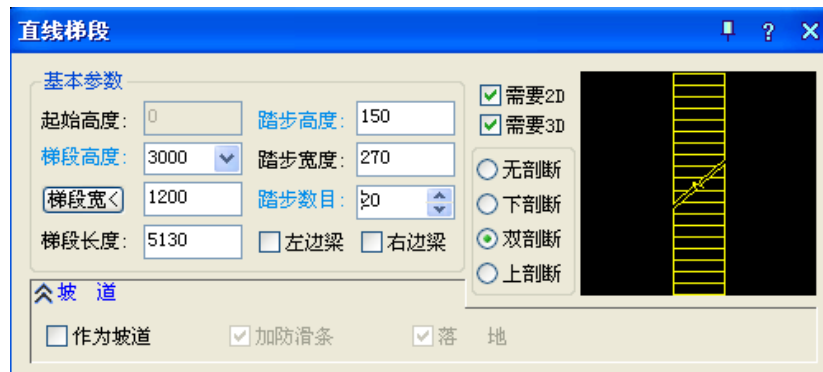 直线梯段 ?
基本参数
起始高度: 0 踏步高度: 150
梯段高度: 3000 踏步宽度: 270
梯段宽< 1200 踏步数目: 20
梯段长度: 5130 左边梁 右边梁
需要2D
需要3D
无剖断
下剖断
双剖断
上剖断
坡 道
作为坡道 加防滑条 落 地